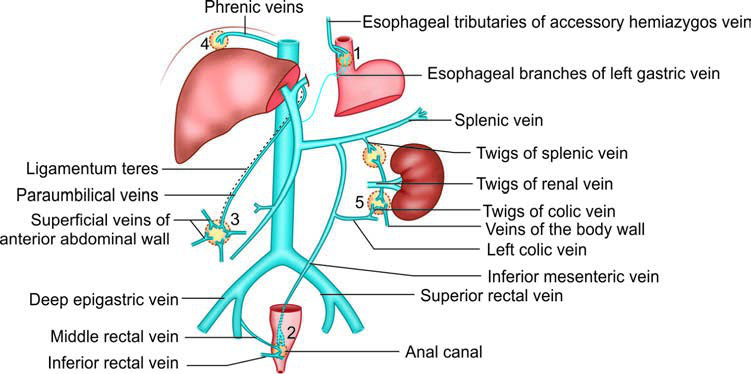 Phrenic veins
Esophageal tributaries of accessory hemiazygos vein
4
1
Esophageal branches of left gastric vein
Splenic vein
Twigs of splenic vein
Ligamentum teres
Twigs of renal vein
Paraumbilical veins
5
Twigs of colic vein
Superficial veins of
anterior abdominal wall
3
Veins of the body wall
Left colic vein
Inferior mesenteric vein
Deep epigastric vein
Superior rectal vein
Middle rectal vein
2
Anal canal
Inferior rectal vein